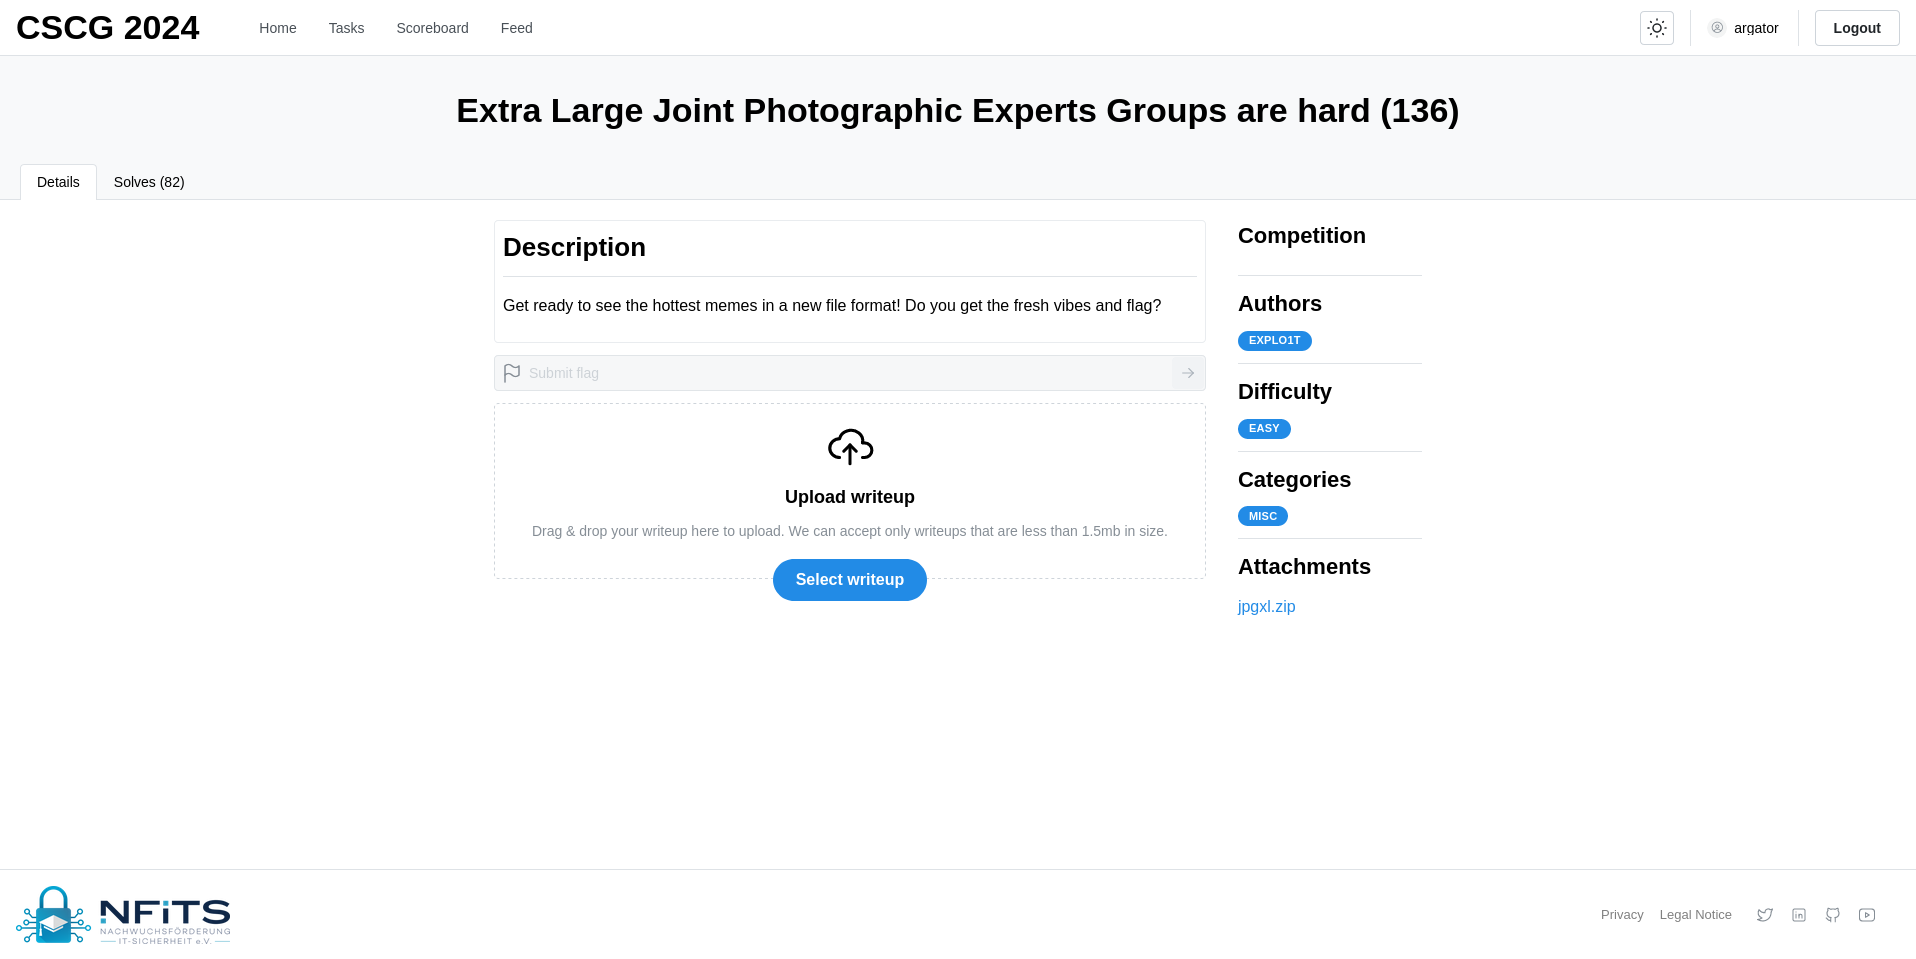 CSCG 2024
Home
Tasks
Scoreboard
Feed
argator
Logout
Extra Large Joint Photographic Experts Groups are hard (136)
Details
Solves (82)
Description
Get ready to see the hottest memes in a new file format! Do you get the fresh vibes and flag?
Submit flag
Upload writeup
Drag & drop your writeup here to upload. We can accept only writeups that are less than 1.5mb in size.
Select writeup
Competition
Authors
EXPLO1T
Difficulty
EASY
Categories
MISC
Attachments
jpgxl.zip
NFiTS
NACHWUCHSFÖRDERUNG
IT-SICHERHEIT e.V.
Privacy
Legal Notice